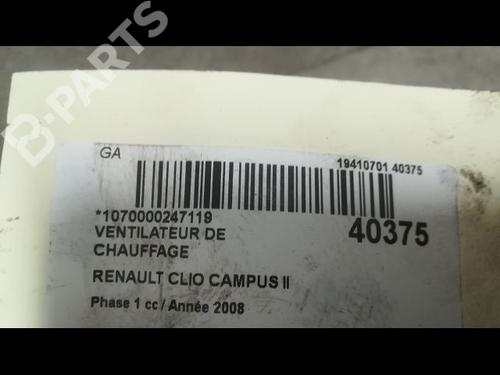 B-PARTS
GA
19410701 40375
*1070000247119
40375
VENTILATEUR DE
CHAUFFAGE
RENAULT CLIO CAMPUS II
Phase 1 cc / Année 2008